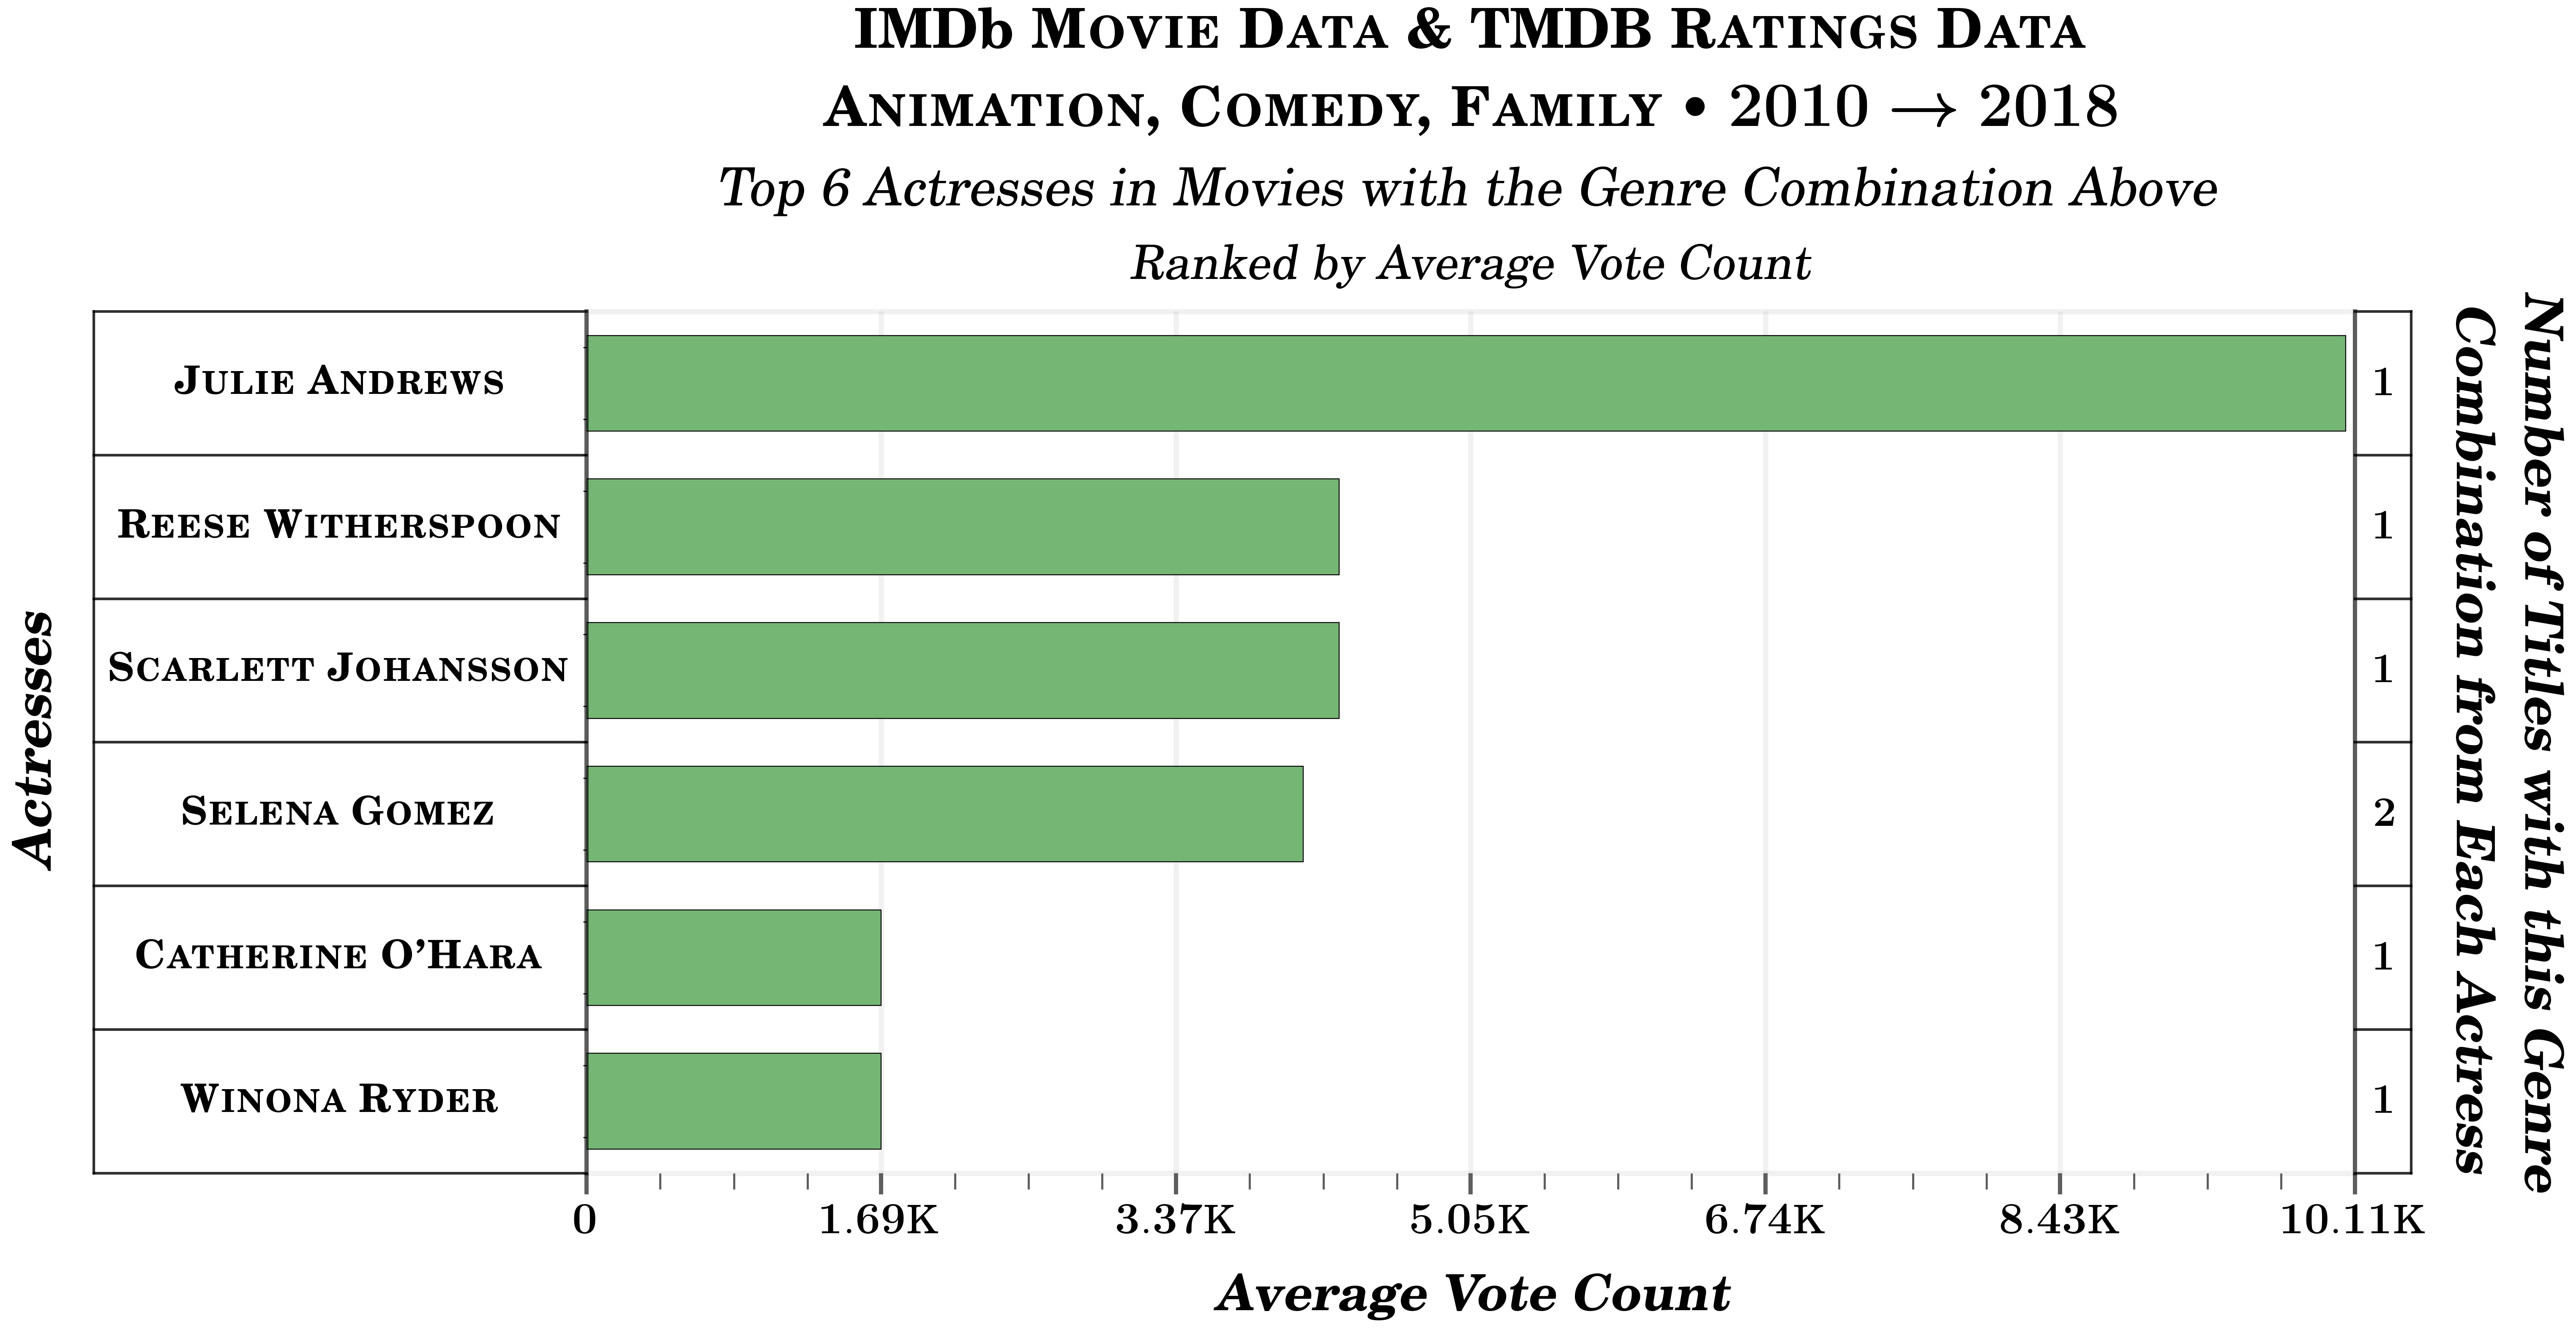 IMDb Movie Data & TMDB Ratings Data
Animation, Comedy, Family • 2010 → 2018
Top 6 Actresses in Movies with the Genre Combination Above
Ranked by Average Vote Count
Actresses
Julie Andrews
1
Reese Witherspoon
1
Scarlett Johansson
1
Selena Gomez
2
Catherine O’Hara
1
Winona Ryder
1
Number of Titles with this Genre
Combination from Each Actress
0 1.69K 3.37K 5.05K 6.74K 8.43K 10.11K
Average Vote Count